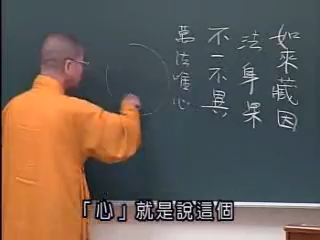 如來藏因
法身果
不一不異
萬法唯心
「心」就是說這個